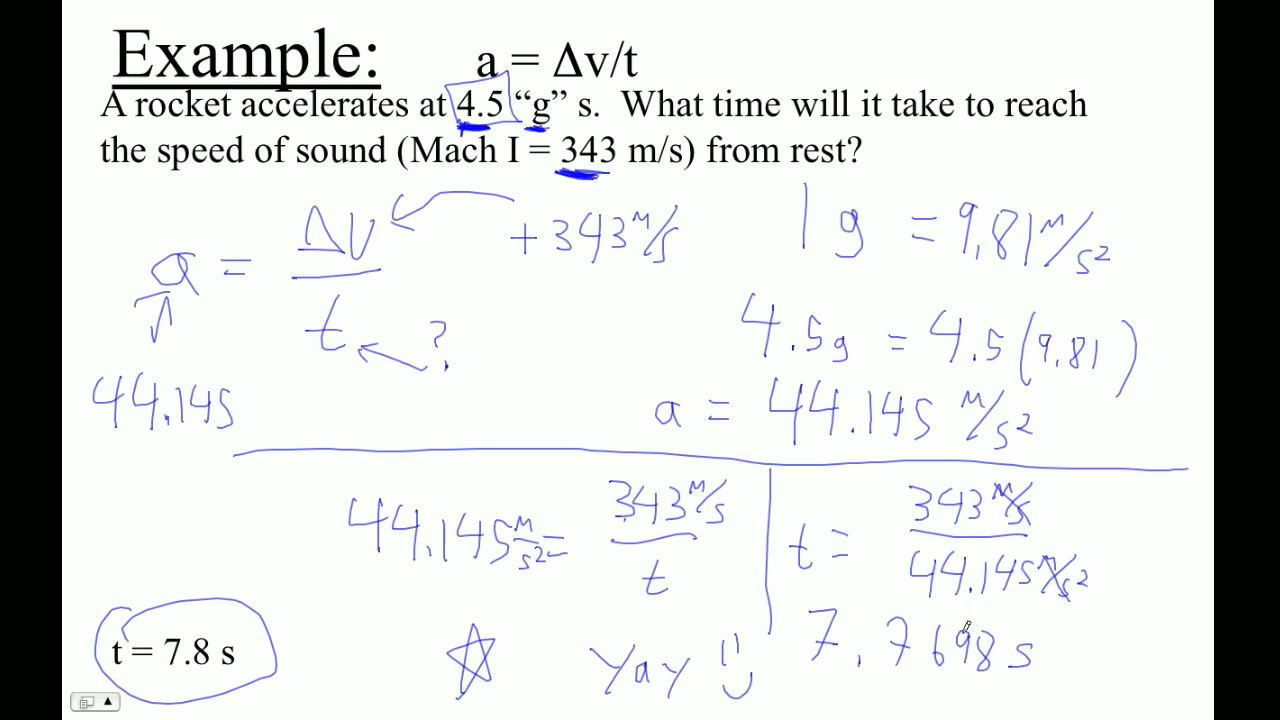 Example: a = Δv/t
A rocket accelerates at 4.5 “g” s. What time will it take to reach
the speed of sound (Mach I = 343 m/s) from rest?
a = Δv/t
+343 m/s
?
44.145
1 g = 9.81 m/s²
4.5g = 4.5(9.81)
a = 44.145 m/s²
44.145 m/s² = 343 m/s / t
t = 343 m/s / 44.145 m/s²
7.7698 s
t = 7.8 s
Yay